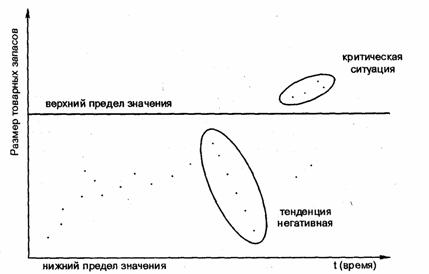 Размер товарных запасов
критическая
ситуация
верхний предел значения
тенденция
негативная
нижний предел значения
t (время)